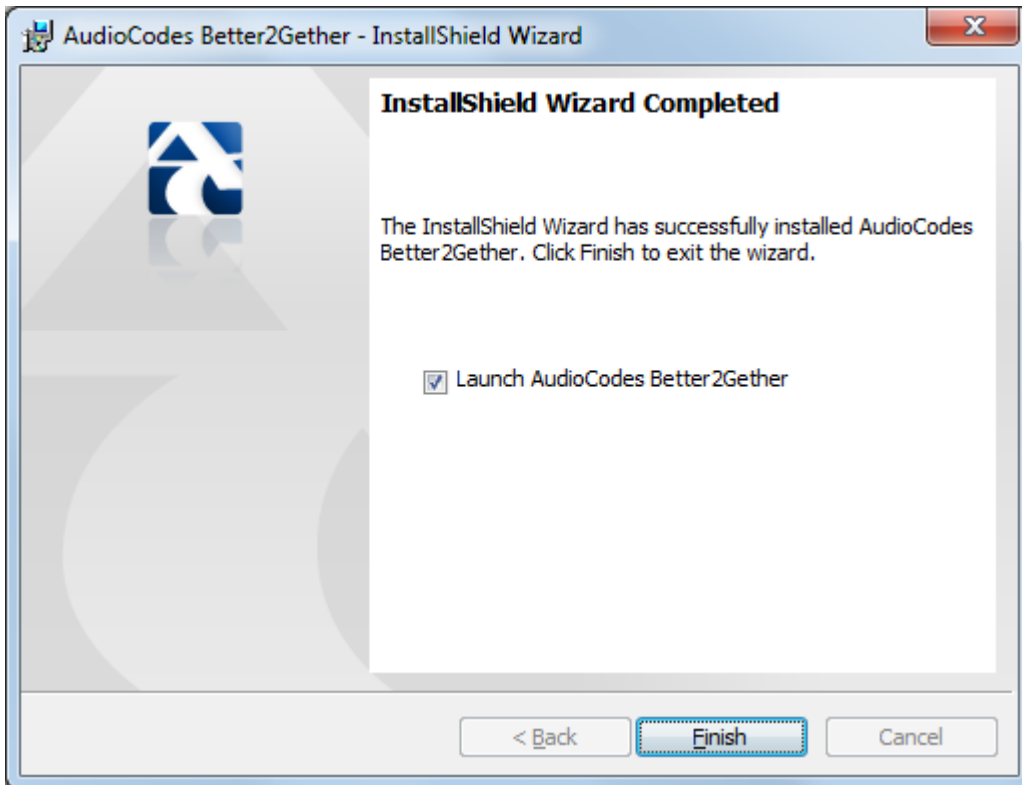 AudioCodes Better2Gether - InstallShield Wizard
InstallShield Wizard Completed
The InstallShield Wizard has successfully installed AudioCodes
Better2Gether. Click Finish to exit the wizard.
Launch AudioCodes Better2Gether
< Back
Finish
Cancel